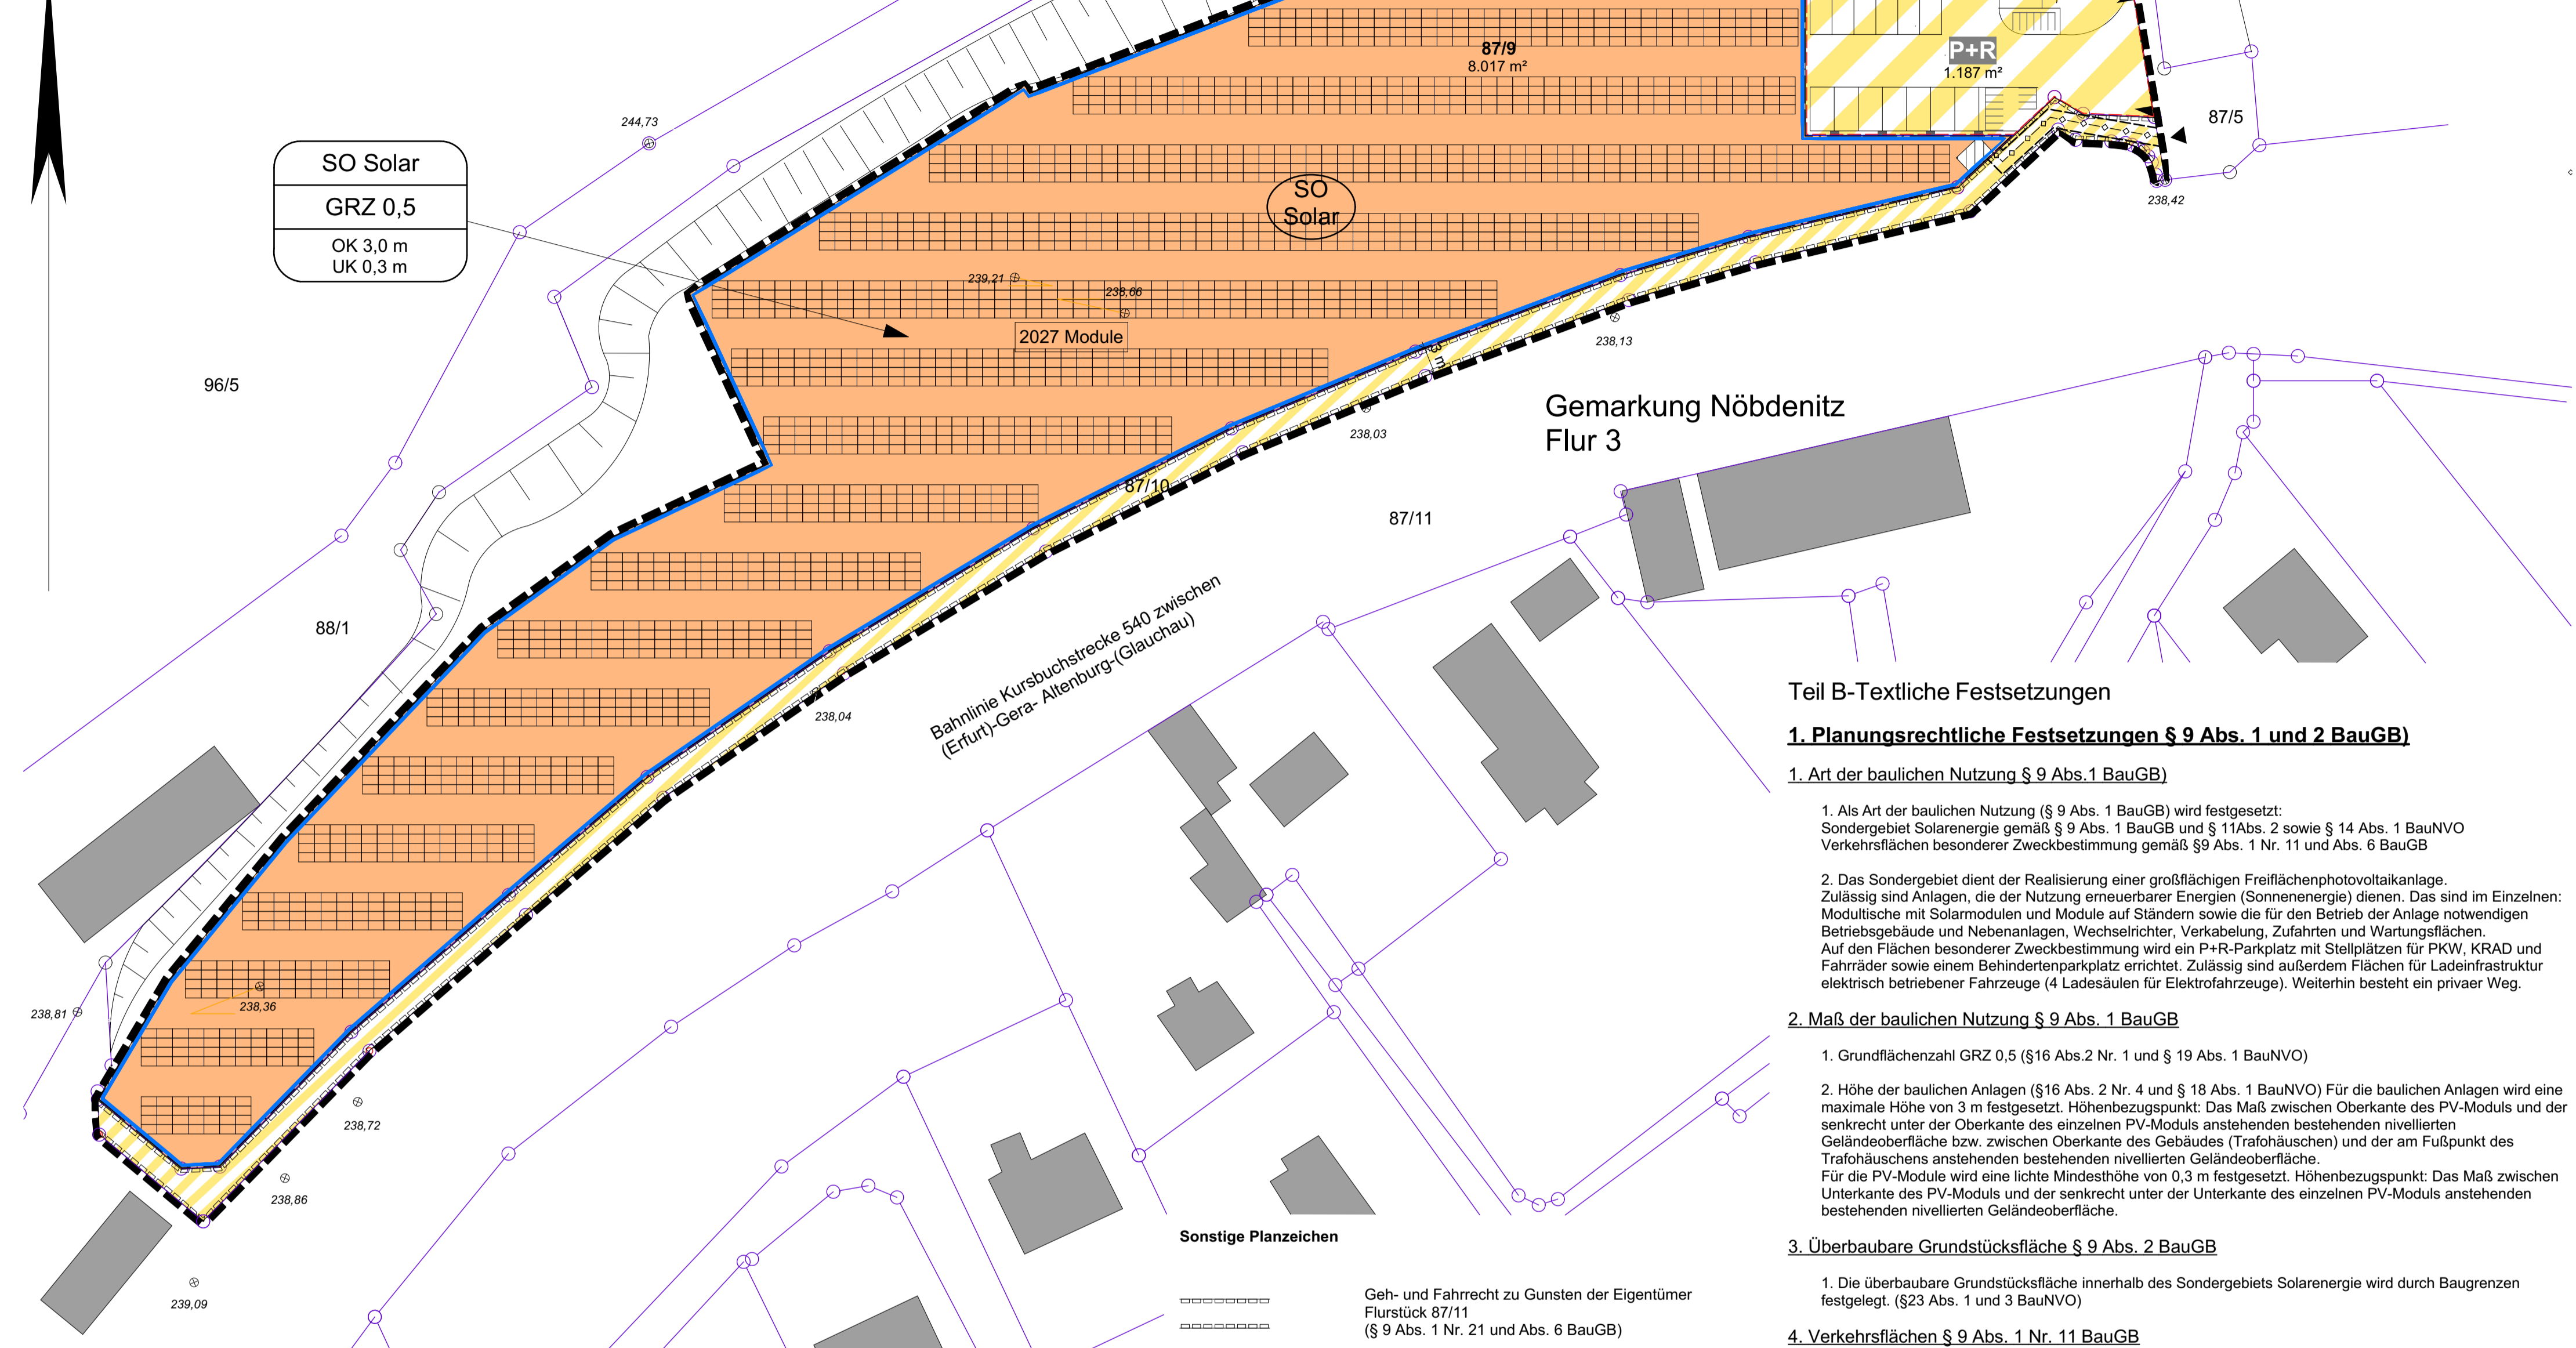 87/9
8.017 m²
P+R
1.187 m²
87/5
244,73
SO Solar
GRZ 0,5
OK 3,0 m
UK 0,3 m
SO
Solar
238,42
239,21
238,66
2027 Module
238,13
3 m
96/5
Gemarkung Nöbdenitz
Flur 3
238,03
87/10
87/11
88/1
Bahnlinie Kursbuchstrecke 540 zwischen
(Erfurt)-Gera- Altenburg-(Glauchau)
238,04
238,36
238,81
238,72
238,86
239,09
Sonstige Planzeichen
Geh- und Fahrrecht zu Gunsten der Eigentümer
Flurstück 87/11
(§ 9 Abs. 1 Nr. 21 und Abs. 6 BauGB)
Teil B-Textliche Festsetzungen
1. Planungsrechtliche Festsetzungen § 9 Abs. 1 und 2 BauGB)
1. Art der baulichen Nutzung § 9 Abs.1 BauGB)
1. Als Art der baulichen Nutzung (§ 9 Abs. 1 BauGB) wird festgesetzt:
Sondergebiet Solarenergie gemäß § 9 Abs. 1 BauGB und § 11Abs. 2 sowie § 14 Abs. 1 BauNVO
Verkehrsflächen besonderer Zweckbestimmung gemäß §9 Abs. 1 Nr. 11 und Abs. 6 BauGB
2. Das Sondergebiet dient der Realisierung einer großflächigen Freiflächenphotovoltaikanlage.
Zulässig sind Anlagen, die der Nutzung erneuerbarer Energien (Sonnenenergie) dienen. Das sind im Einzelnen:
Modultische mit Solarmodulen und Module auf Ständern sowie die für den Betrieb der Anlage notwendigen
Betriebsgebäude und Nebenanlagen, Wechselrichter, Verkabelung, Zufahrten und Wartungsflächen.
Auf den Flächen besonderer Zweckbestimmung wird ein P+R-Parkplatz mit Stellplätzen für PKW, KRAD und
Fahrräder sowie einem Behindertenparkplatz errichtet. Zulässig sind außerdem Flächen für Ladeinfrastruktur
elektrisch betriebener Fahrzeuge (4 Ladesäulen für Elektrofahrzeuge). Weiterhin besteht ein privaer Weg.
2. Maß der baulichen Nutzung § 9 Abs. 1 BauGB
1. Grundflächenzahl GRZ 0,5 (§16 Abs.2 Nr. 1 und § 19 Abs. 1 BauNVO)
2. Höhe der baulichen Anlagen (§16 Abs. 2 Nr. 4 und § 18 Abs. 1 BauNVO) Für die baulichen Anlagen wird eine
maximale Höhe von 3 m festgesetzt. Höhenbezugspunkt: Das Maß zwischen Oberkante des PV-Moduls und der
senkrecht unter der Oberkante des einzelnen PV-Moduls anstehenden bestehenden nivellierten
Geländeoberfläche bzw. zwischen Oberkante des Gebäudes (Trafohäuschen) und der am Fußpunkt des
Trafohäuschens anstehenden bestehenden nivellierten Geländeoberfläche.
Für die PV-Module wird eine lichte Mindesthöhe von 0,3 m festgesetzt. Höhenbezugspunkt: Das Maß zwischen
Unterkante des PV-Moduls und der senkrecht unter der Unterkante des einzelnen PV-Moduls anstehenden
bestehenden nivellierten Geländeoberfläche.
3. Überbaubare Grundstücksfläche § 9 Abs. 2 BauGB
1. Die überbaubare Grundstücksfläche innerhalb des Sondergebiets Solarenergie wird durch Baugrenzen
festgelegt. (§23 Abs. 1 und 3 BauNVO)
4. Verkehrsflächen § 9 Abs. 1 Nr. 11 BauGB